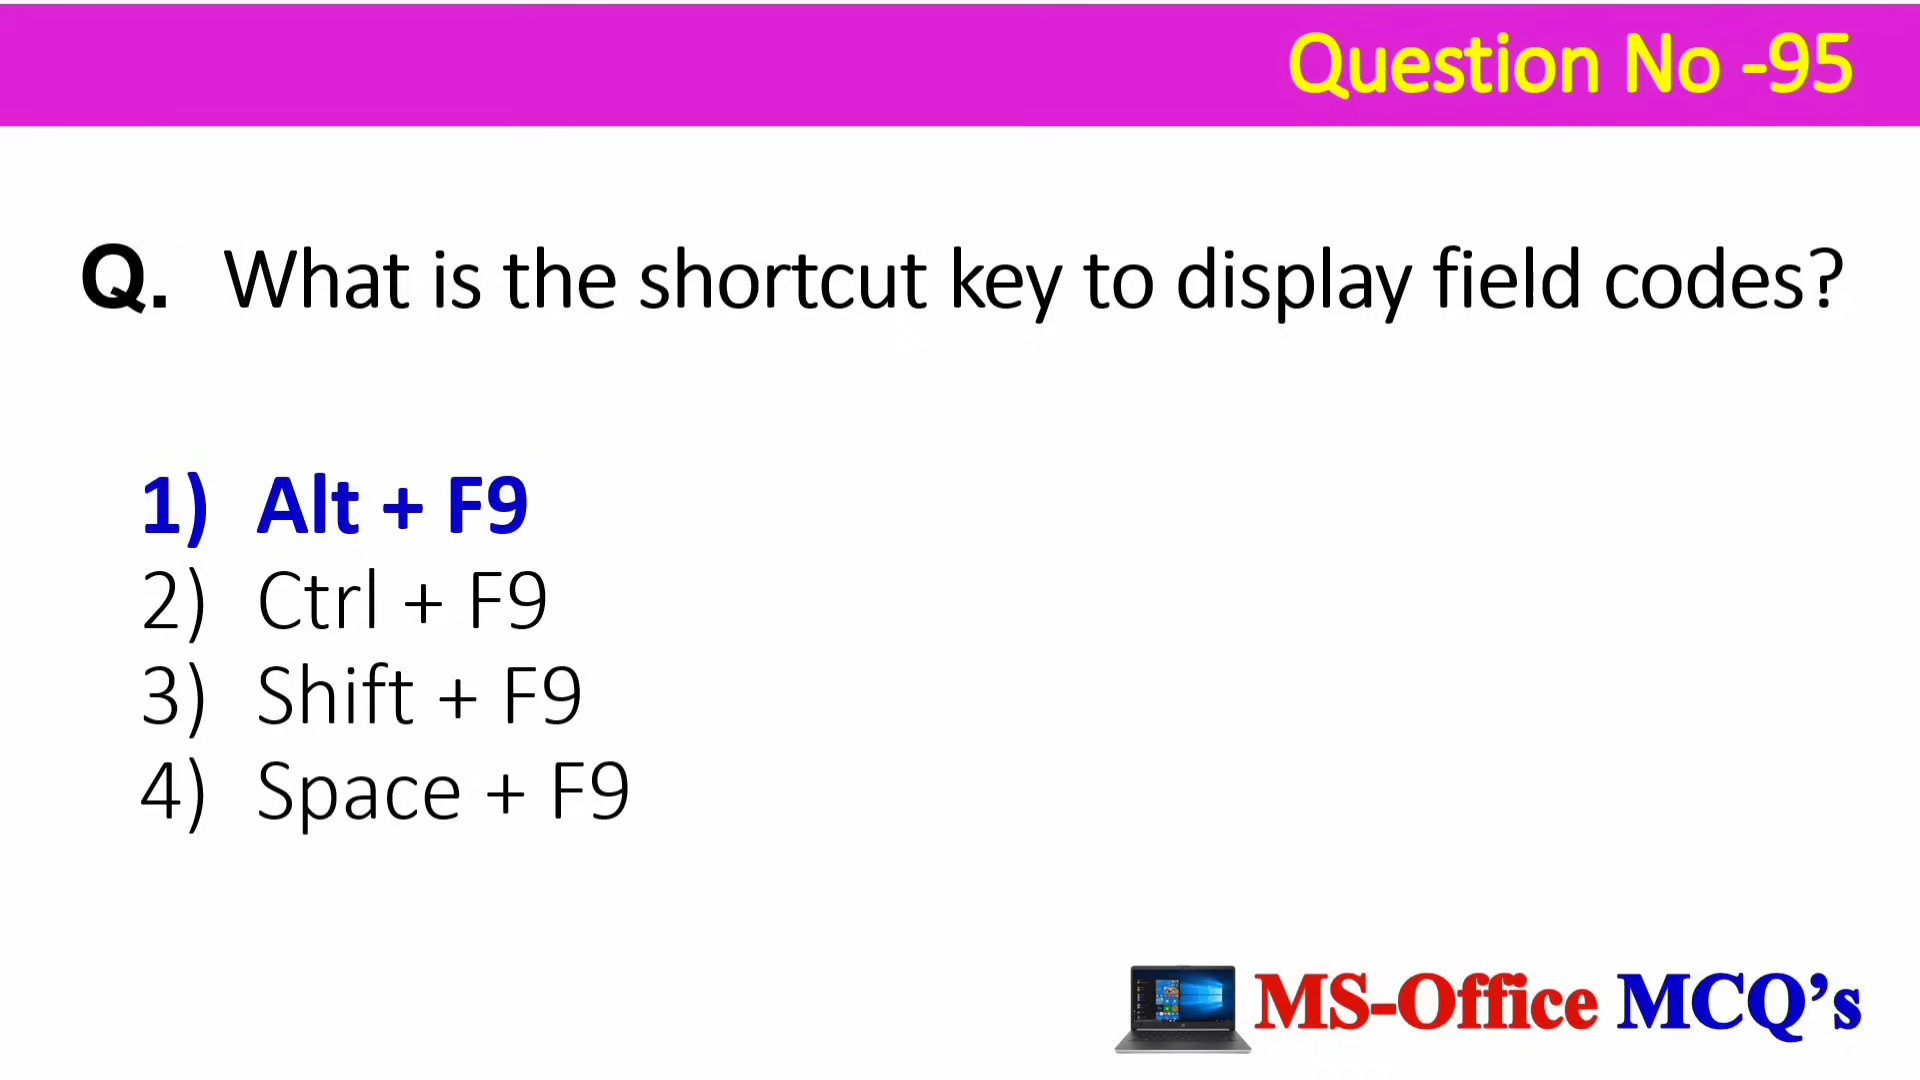 Question No -95
Q. What is the shortcut key to display field codes?
1) Alt + F9
2) Ctrl + F9
3) Shift + F9
4) Space + F9
MS-Office MCQ's